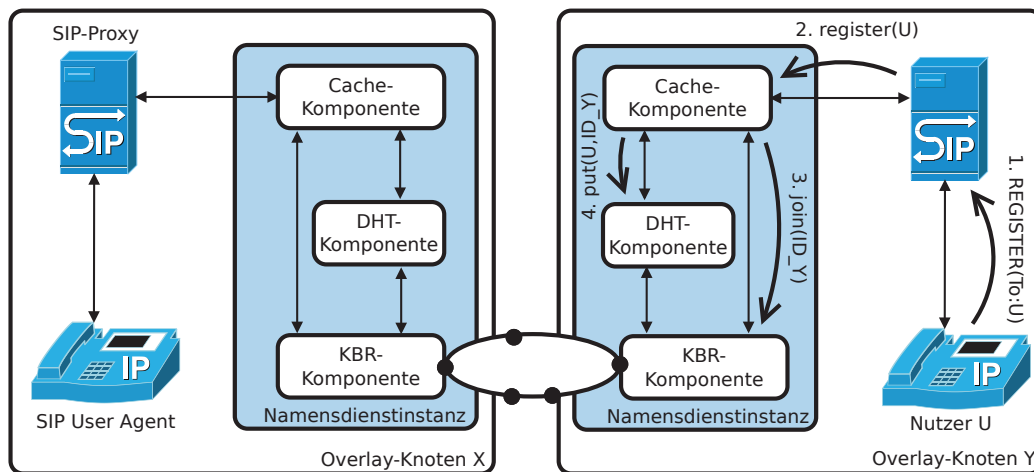 SIP-Proxy
SIP
IP
SIP User Agent
Cache-
Komponente
DHT-
Komponente
KBR-
Komponente
Namensdienstinstanz
Overlay-Knoten X
2. register(U)
Cache-
Komponente
4. put(U,ID_Y)
3. join(ID_Y)
DHT-
Komponente
KBR-
Komponente
Namensdienstinstanz
SIP
1. REGISTER(To:U)
IP
Nutzer U
Overlay-Knoten Y